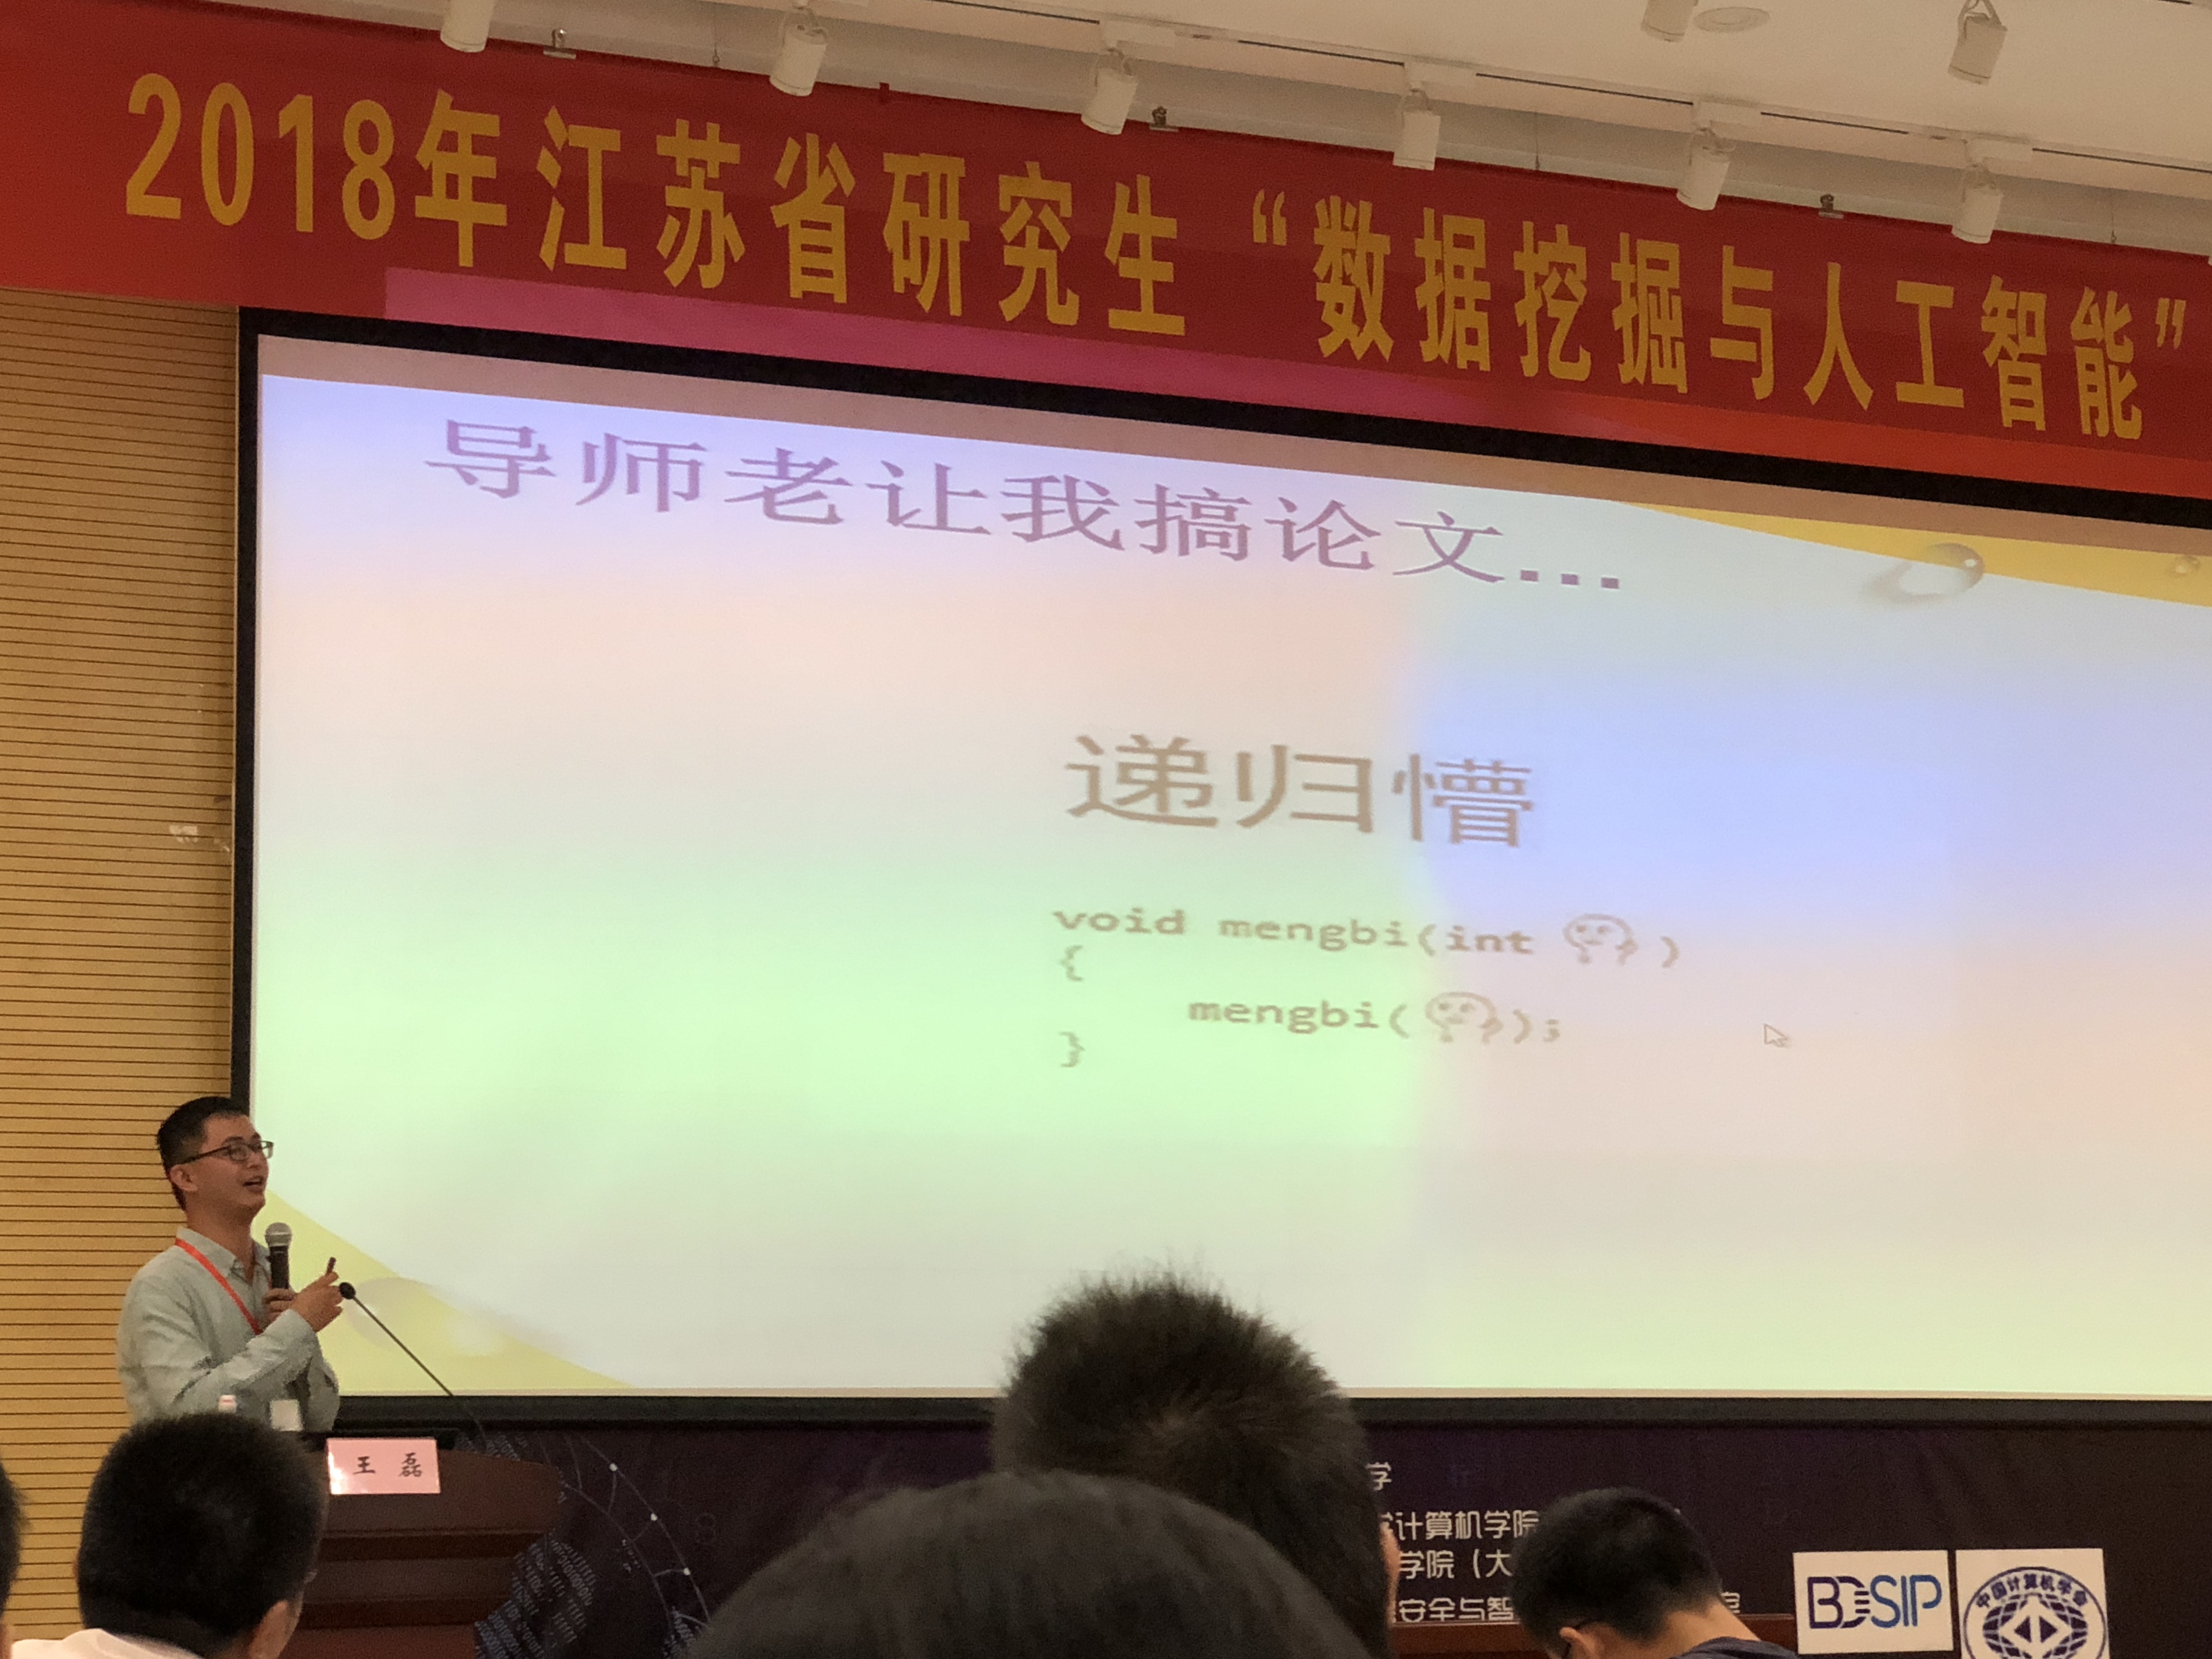 2018年江苏省研究生“数据挖掘与人工智能”
导师老让我搞论文...
递归懵
void mengbi(int )
{
mengbi( );
}
王 磊
学
计算机学院
学院（大
安全与智
BDSIP
中国计算机学会